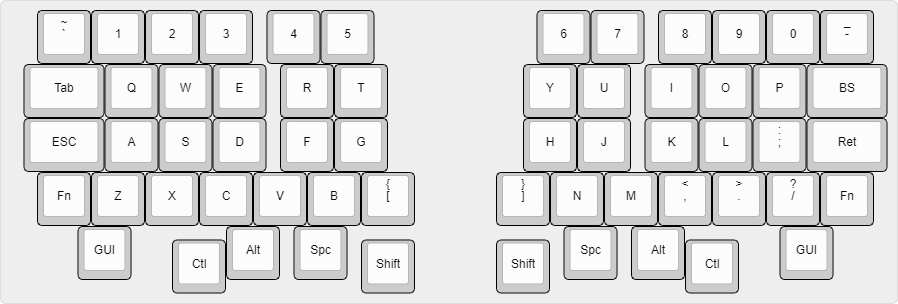 ~ 6 7 8 9 0 _
` 1 2 3 4 5 -
Tab Q W E R T Y U I O P BS
ESC A S D F G H J K L : ; Ret
Fn Z X C V B { [ } ] N M < , > . ? / Fn
GUI Ctl Alt Spc Shift Shift Spc Alt Ctl GUI